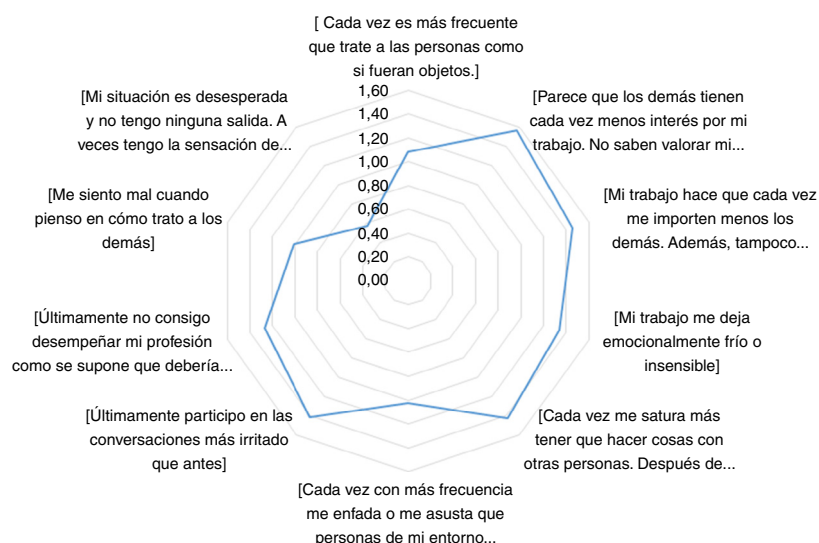 [ Cada vez es más frecuente
que trate a las personas como
si fueran objetos.]
[Parece que los demás tienen
cada vez menos interés por mi
trabajo. No saben valorar mi...
[Mi trabajo hace que cada vez
me importen menos los
demás. Además, tampoco...
[Mi trabajo me deja
emocionalmente frío o
insensible]
[Cada vez me satura más
tener que hacer cosas con
otras personas. Después de...
[Cada vez con más frecuencia
me enfada o me asusta que
personas de mi entorno...
[Últimamente participo en las
conversaciones más irritado
que antes]
[Últimamente no consigo
desempeñar mi profesión
como se supone que debería...
[Me siento mal cuando
pienso en cómo trato a los
demás]
[Mi situación es desesperada
y no tengo ninguna salida. A
veces tengo la sensación de...
1,60
1,40
1,20
1,00
0,80
0,60
0,40
0,20
0,00